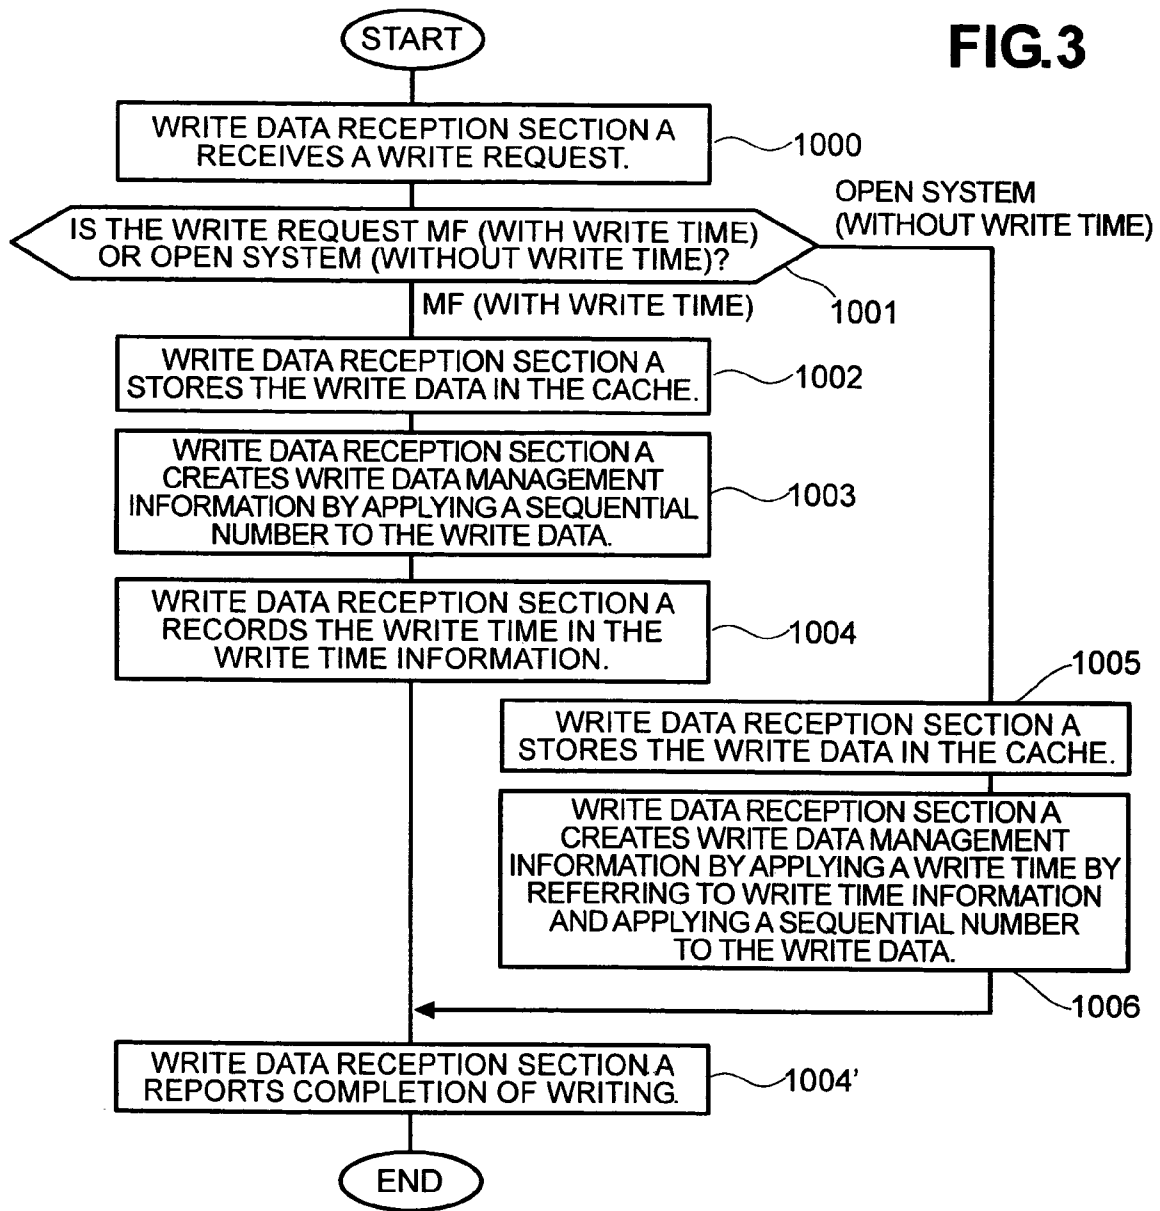 START
FIG.3
WRITE DATA RECEPTION SECTION A
RECEIVES A WRITE REQUEST.
1000
OPEN SYSTEM
(WITHOUT WRITE TIME)
IS THE WRITE REQUEST MF (WITH WRITE TIME)
OR OPEN SYSTEM (WITHOUT WRITE TIME)?
1001
MF (WITH WRITE TIME)
WRITE DATA RECEPTION SECTION A
STORES THE WRITE DATA IN THE CACHE.
1002
WRITE DATA RECEPTION SECTION A
CREATES WRITE DATA MANAGEMENT
INFORMATION BY APPLYING A SEQUENTIAL
NUMBER TO THE WRITE DATA.
1003
WRITE DATA RECEPTION SECTION A
RECORDS THE WRITE TIME IN THE
WRITE TIME INFORMATION.
1004
1005
WRITE DATA RECEPTION SECTION A
STORES THE WRITE DATA IN THE CACHE.
WRITE DATA RECEPTION SECTION A
CREATES WRITE DATA MANAGEMENT
INFORMATION BY APPLYING A WRITE TIME BY
REFERRING TO WRITE TIME INFORMATION
AND APPLYING A SEQUENTIAL NUMBER
TO THE WRITE DATA.
1006
WRITE DATA RECEPTION SECTION A
REPORTS COMPLETION OF WRITING.
1004'
END